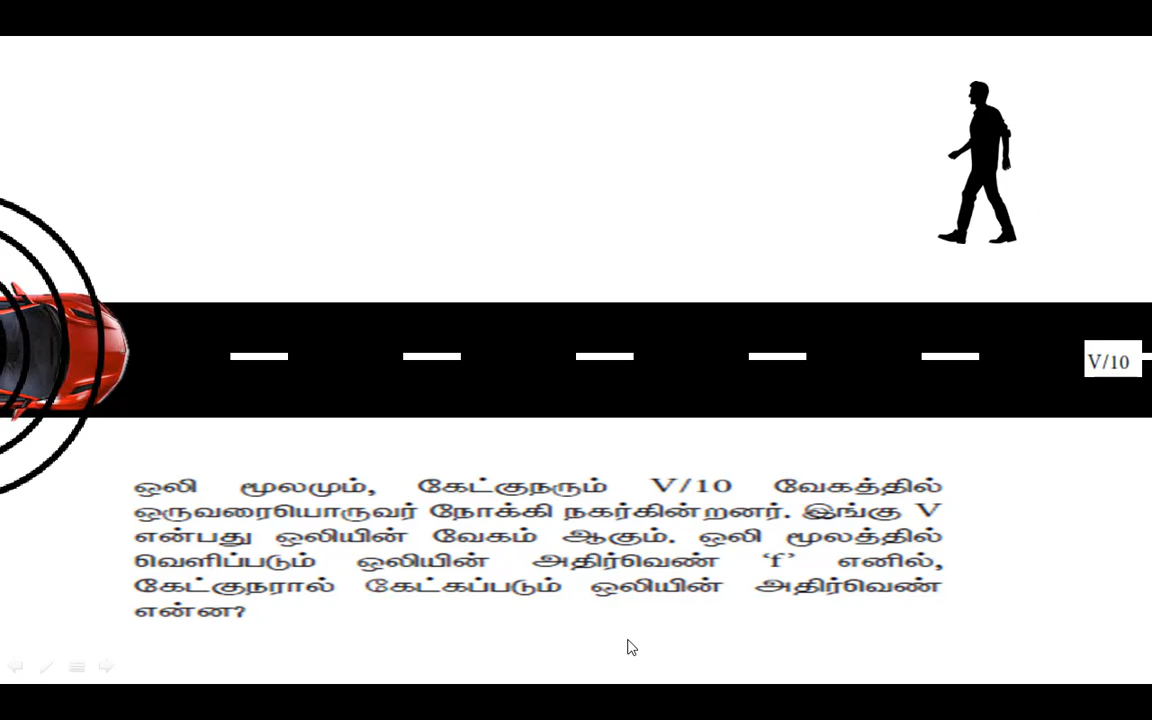 V/10
ஒலி மூலமும், கேட்குநரும் V/10 வேகத்தில்
ஒருவரையொருவர் நோக்கி நகர்கின்றனர். இங்கு V
என்பது ஒலியின் வேகம் ஆகும். ஒலி மூலத்தில்
வெளிப்படும் ஒலியின் அதிர்வெண் ‘f’ எனில்,
கேட்குநரால் கேட்கப்படும் ஒலியின் அதிர்வெண்
என்ன?